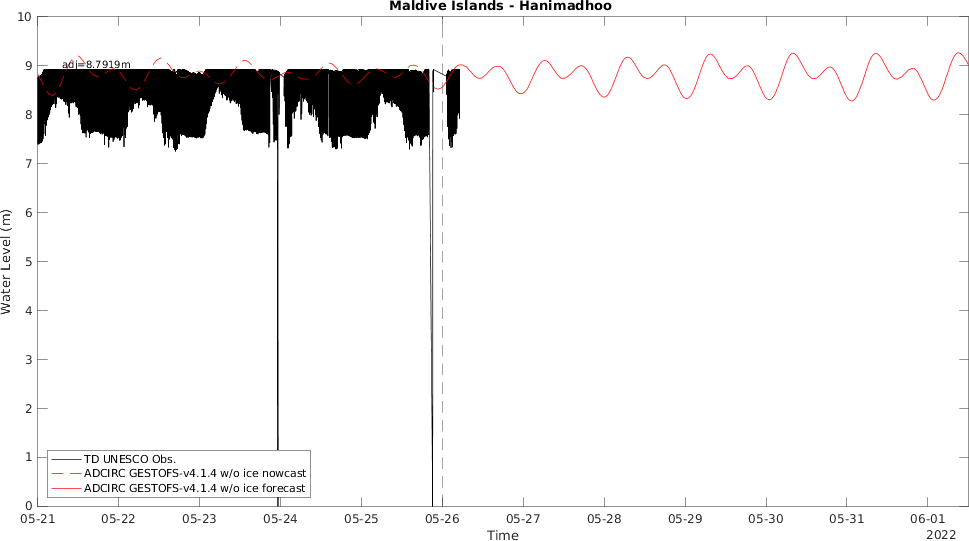 Maldive Islands - Hanimadhoo
10
9
8
7
6
5
4
3
2
1
0
Water Level (m)
adj=8.7919m
TD UNESCO Obs.
ADCIRC GESTOFS-v4.1.4 w/o ice nowcast
ADCIRC GESTOFS-v4.1.4 w/o ice forecast
05-21 05-22 05-23 05-24 05-25 05-26 05-27 05-28 05-29 05-30 05-31 06-01
2022
Time